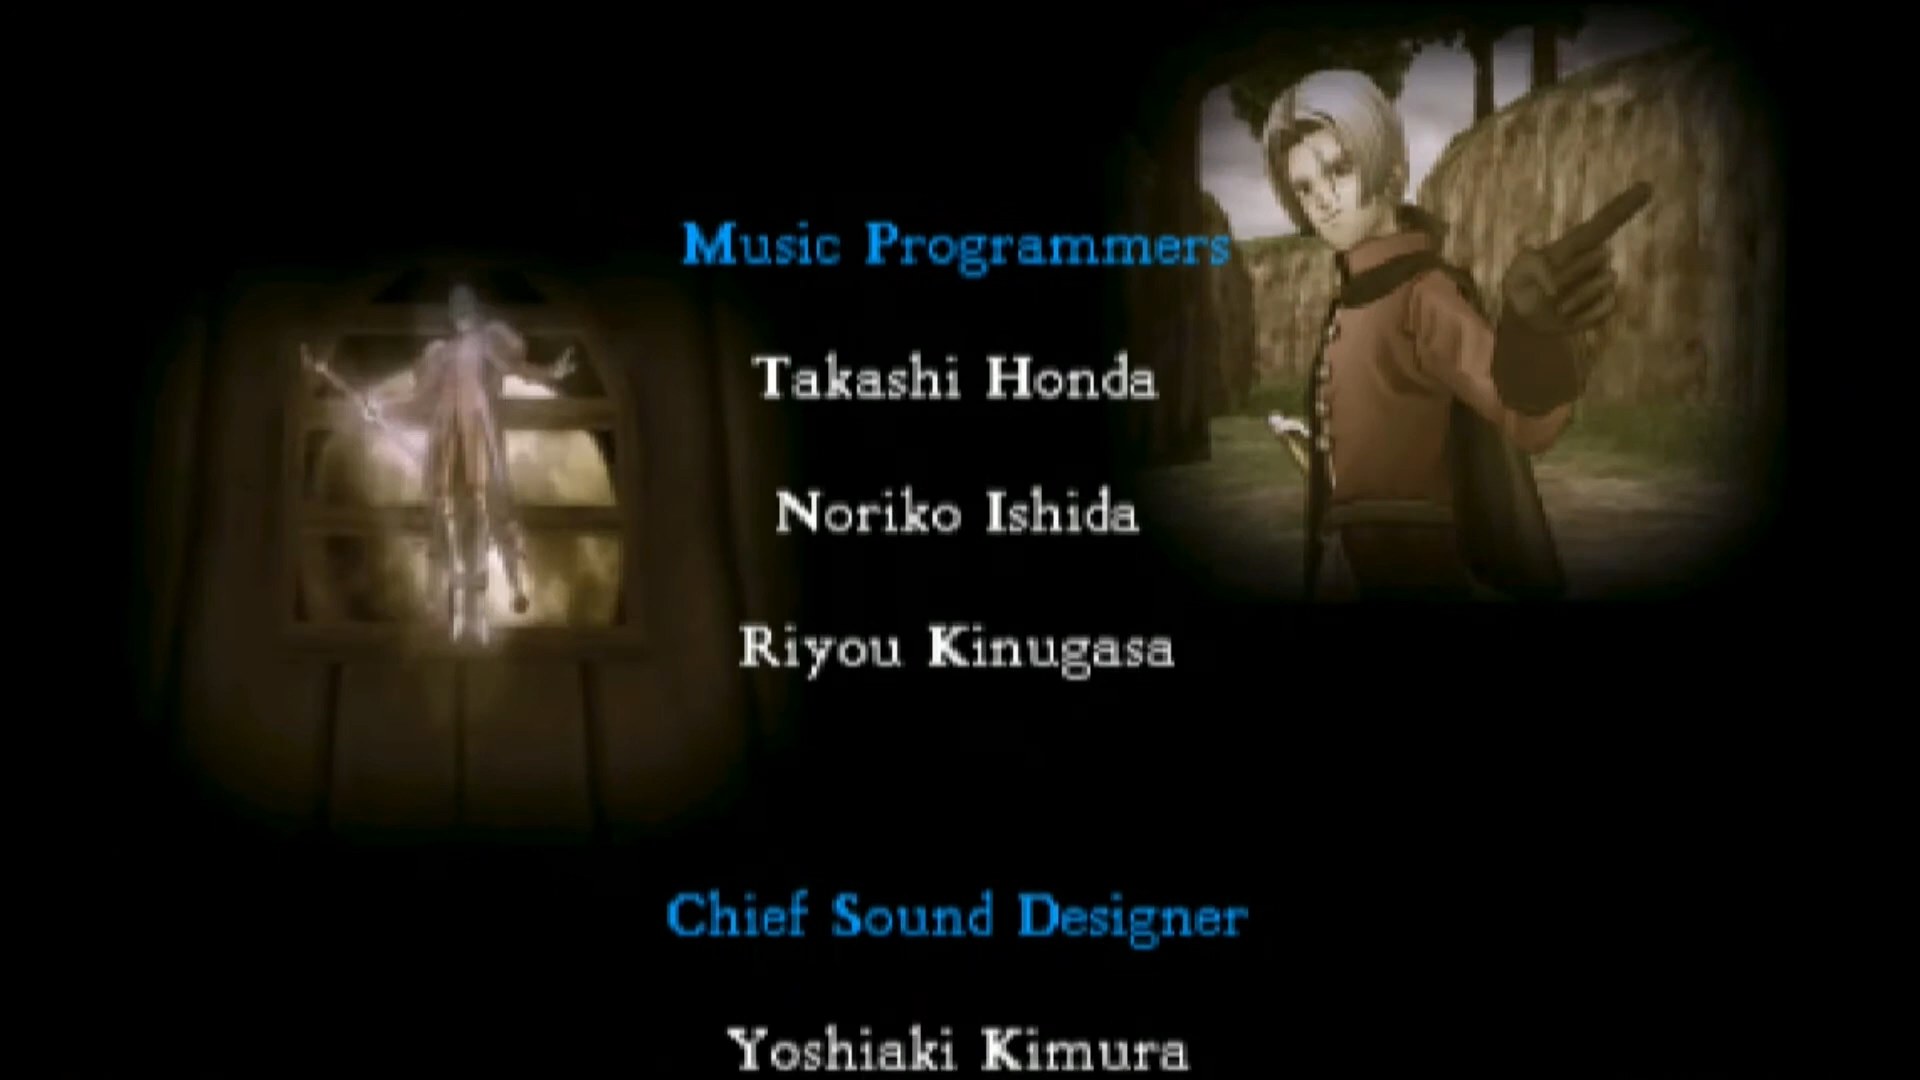 Music Programmers
Takashi Honda
Noriko Ishida
Riyou Kinugasa
Chief Sound Designer
Yoshiaki Kimura